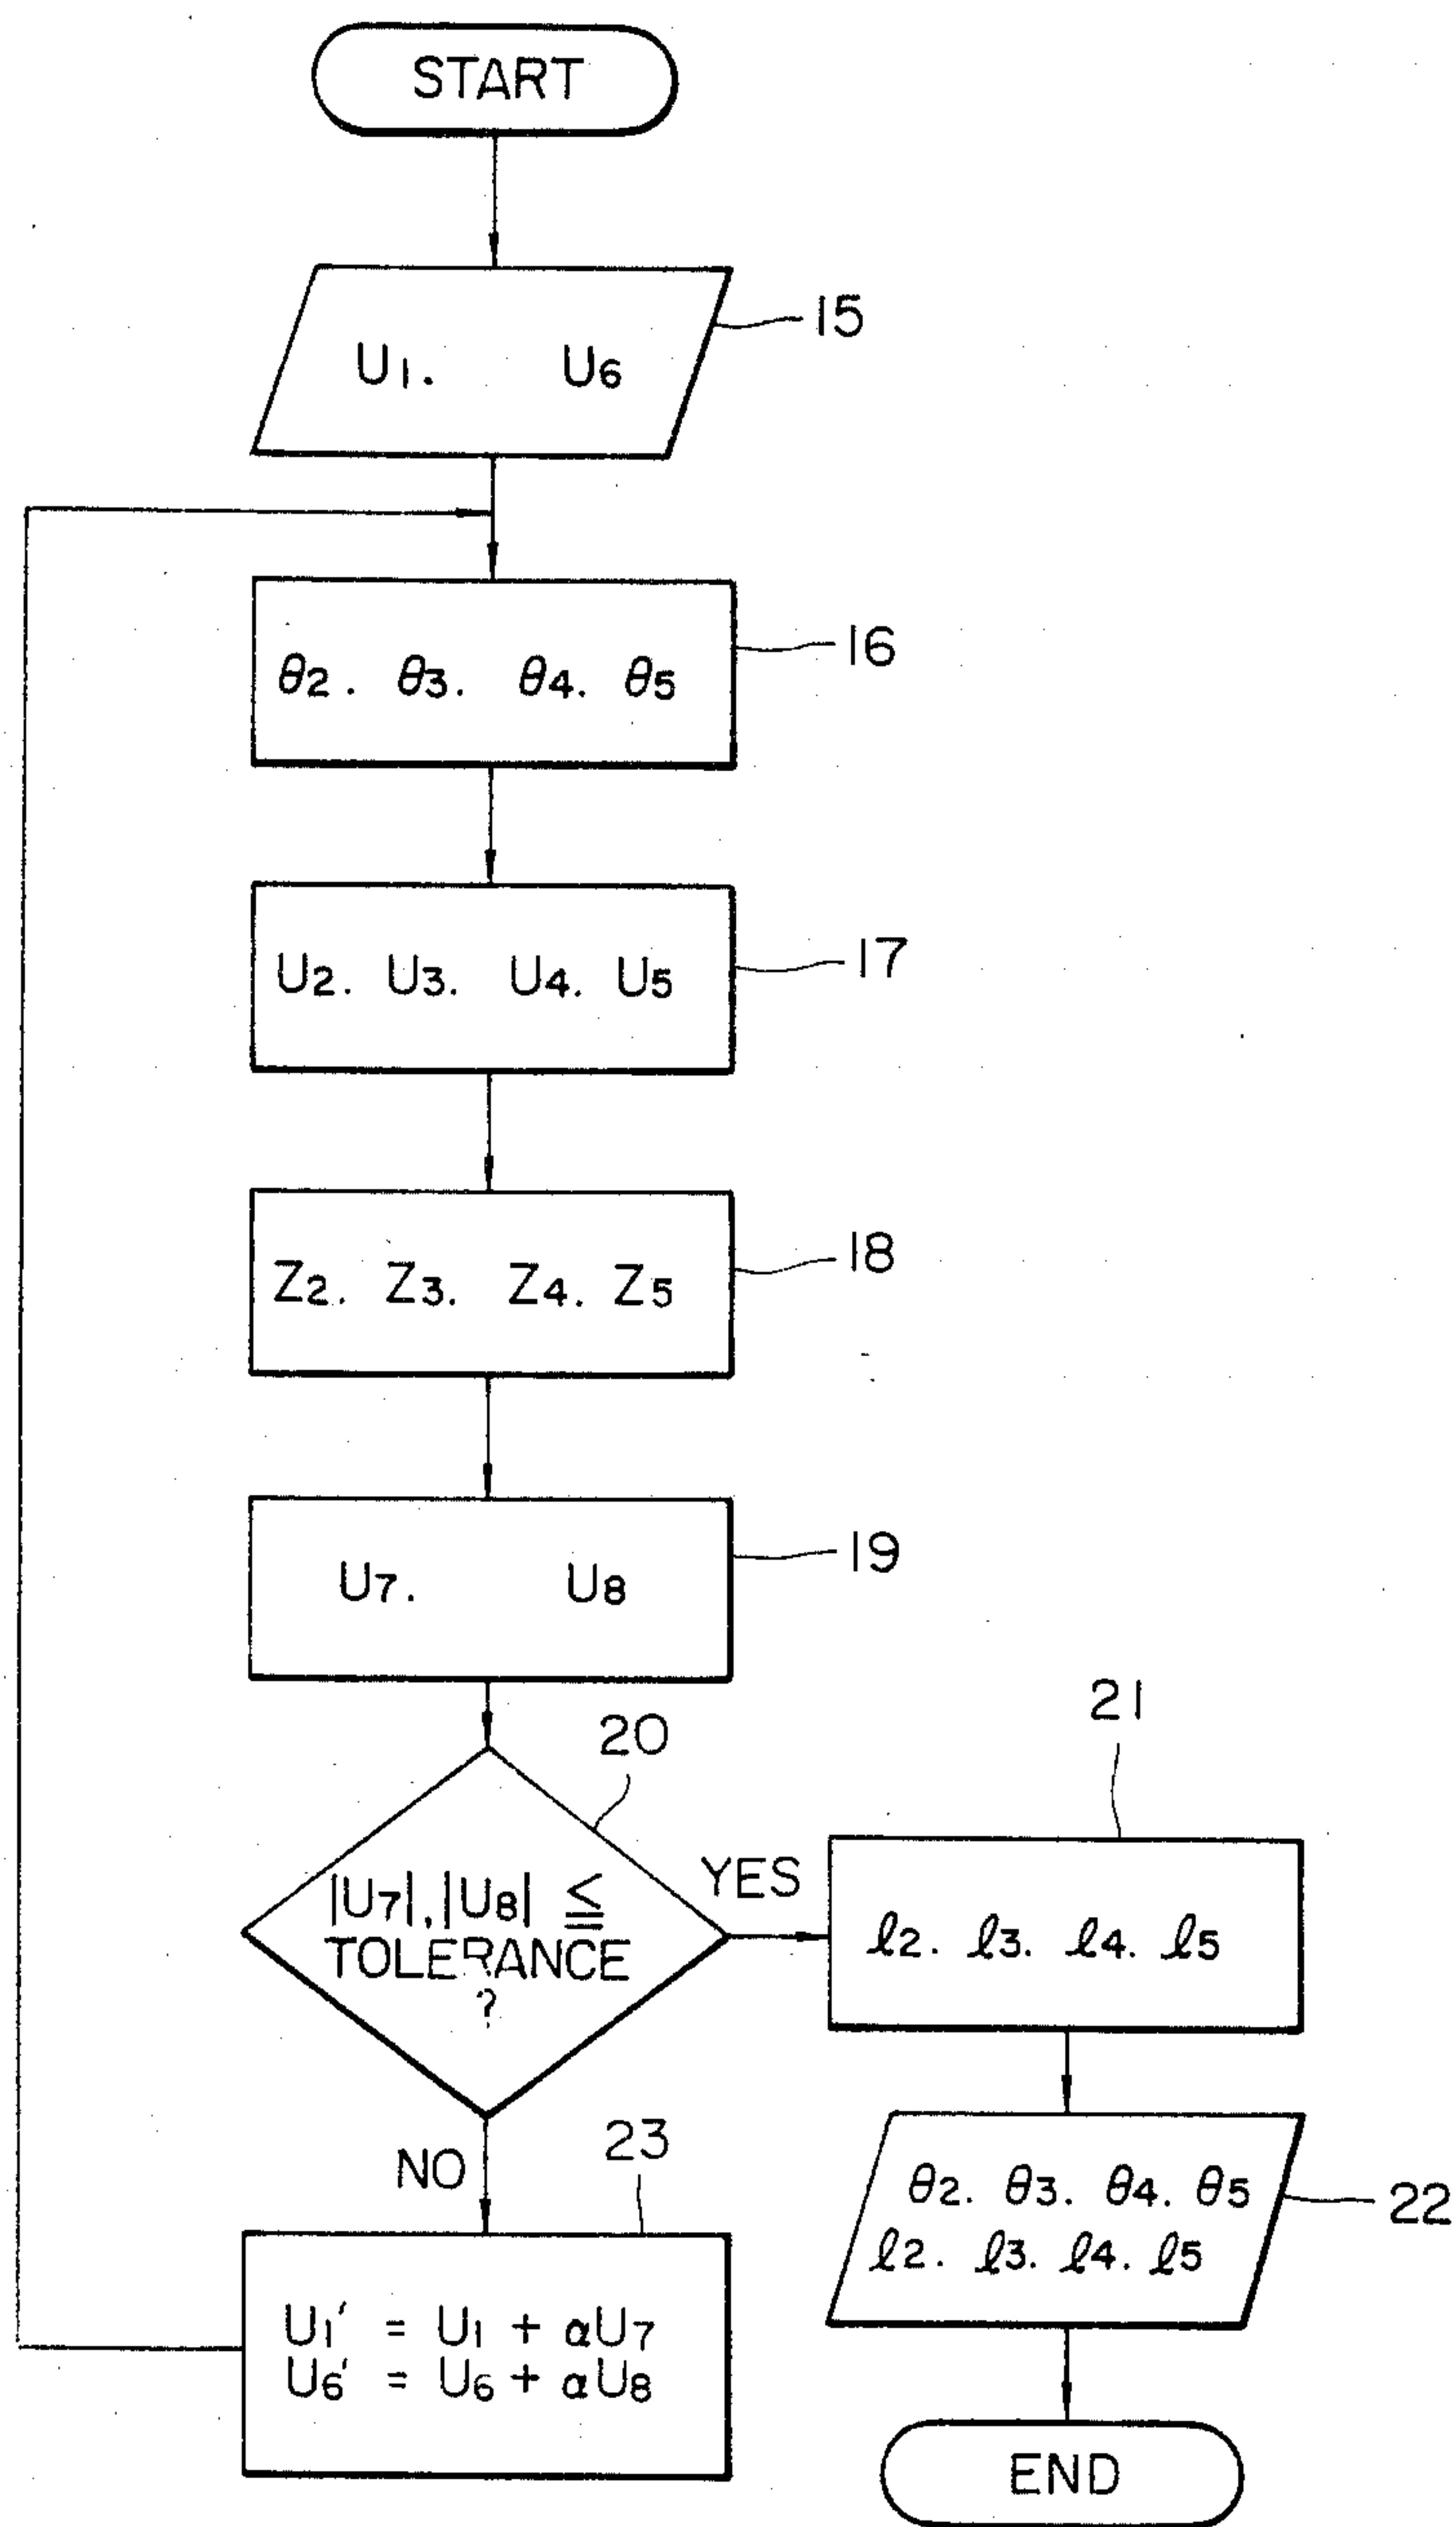 START
U1. U6
15
θ2. θ3. θ4. θ5
16
U2. U3. U4. U5
17
Z2. Z3. Z4. Z5
18
U7. U8
19
20
|U7|,|U8| ≦
TOLERANCE
?
YES
21
ℓ2. ℓ3. ℓ4. ℓ5
NO
23
θ2. θ3. θ4. θ5
ℓ2. ℓ3. ℓ4. ℓ5
22
U1' = U1 + αU7
U6' = U6 + αU8
END